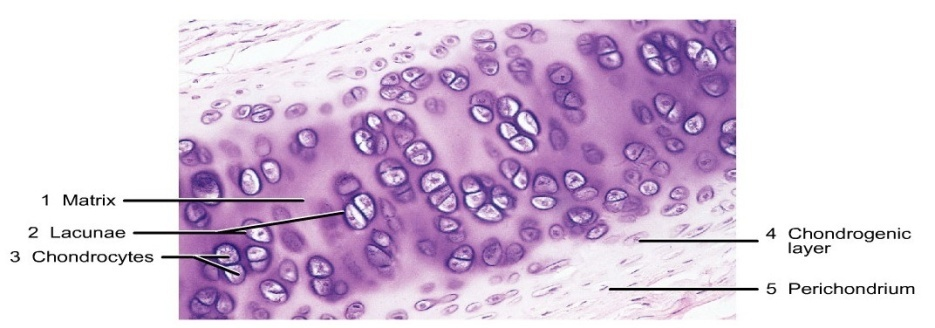 1 Matrix
2 Lacunae
3 Chondrocytes
4 Chondrogenic
layer
5 Perichondrium